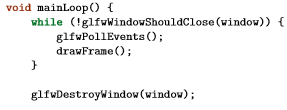 void mainLoop() {
    while (!glfwWindowShouldClose(window)) {
        glfwPollEvents();
        drawFrame();
    }

    glfwDestroyWindow(window);